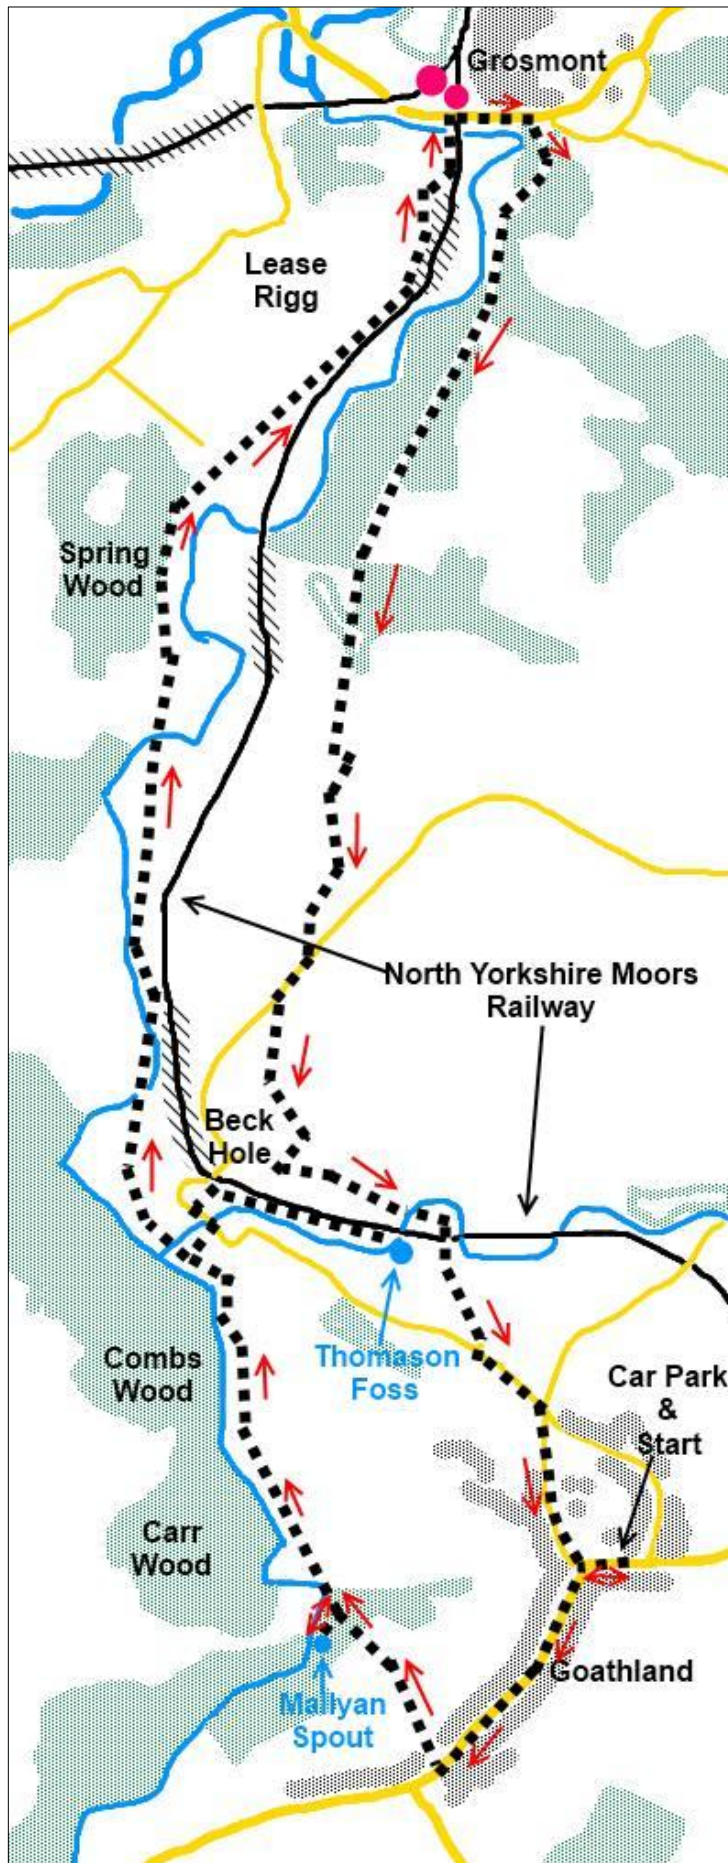 Grosmont
Lease
Rigg
Spring
Wood
North Yorkshire Moors
Railway
Beck
Hole
Thomason
Foss
Combs
Wood
Car Park
&
Start
Carr
Wood
Goathland
Mallyan
Spout